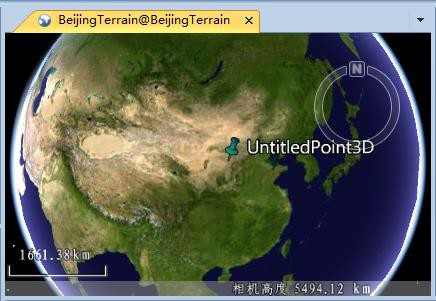 BeijingTerrain@BeijingTerrain
N
UntitledPoint3D
1661.38km
相机高度 5494.12 km